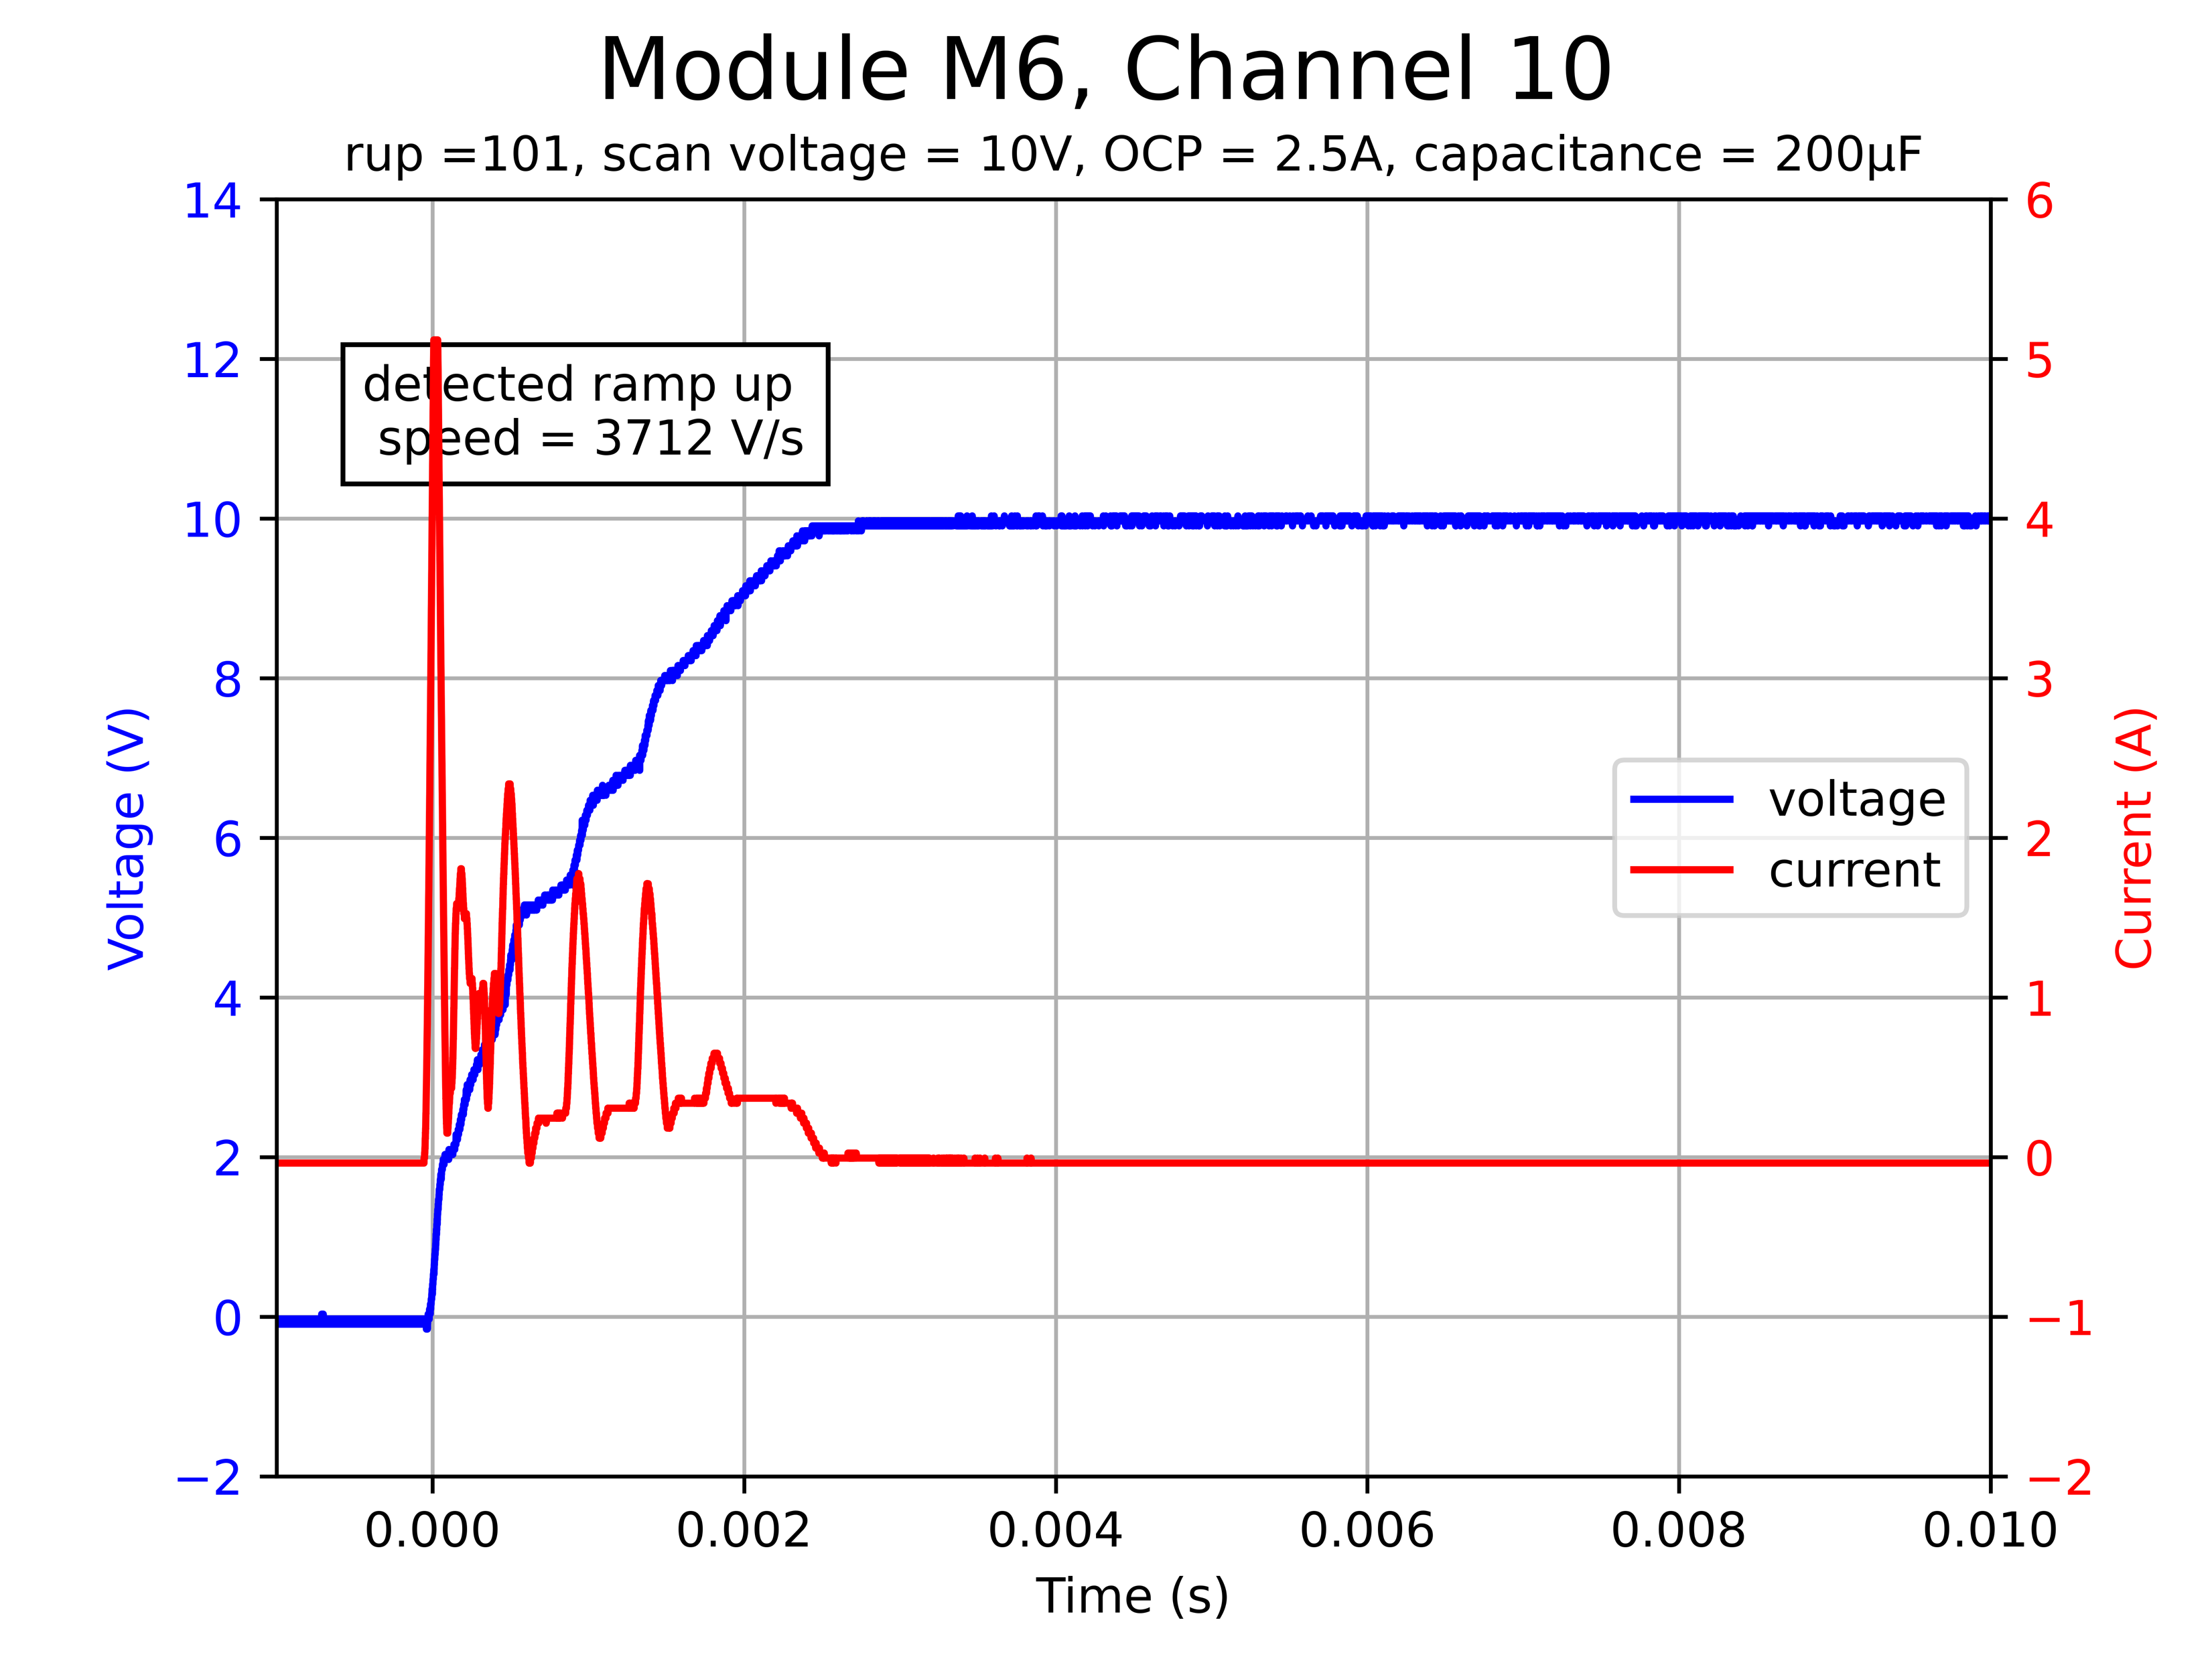 Module M6, Channel 10
rup =101, scan voltage = 10V, OCP = 2.5A, capacitance = 200µF
14
12
10
8
6
4
2
0
−2
Voltage (V)
detected ramp up
speed = 3712 V/s
voltage
current
6
5
4
3
2
1
0
−1
−2
Current (A)
0.000 0.002 0.004 0.006 0.008 0.010
Time (s)